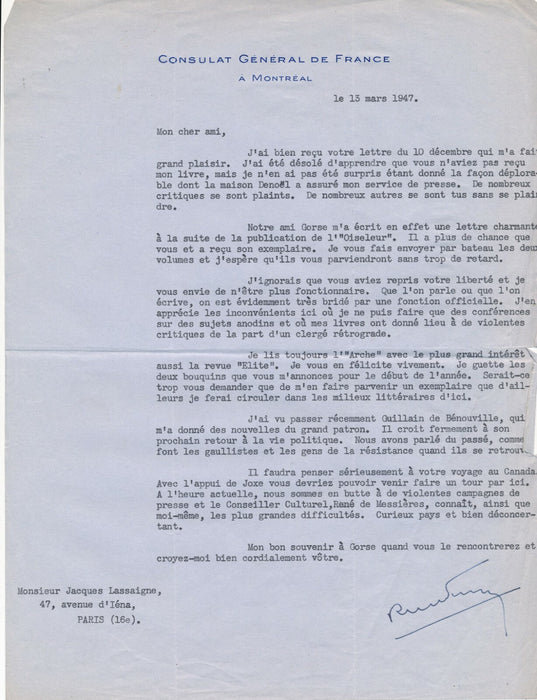 CONSULAT GÉNÉRAL DE FRANCE
À MONTRÉAL
le 13 mars 1947.
Mon cher ami,
J'ai bien reçu votre lettre du 10 décembre qui m'a fai
grand plaisir. J'ai été désolé d'apprendre que vous n'aviez pas reçu
mon livre, mais je n'en ai pas été surpris étant donné la façon déplora-
ble dont la maison Denoël a assuré mon service de presse. De nombreux
critiques se sont plaints. De nombreux autres se sont tus sans se plai
dre.
Notre ami Gorse m'a écrit en effet une lettre charmante
à la suite de la publication de l'"Oiseleur". Il a plus de chance que
vous et a reçu son exemplaire. Je vous fais envoyer par bateau les deux
volumes et j'espère qu'ils vous parviendront sans trop de retard.
J'ignorais que vous aviez repris votre liberté et je
vous envie de n'être plus fonctionnaire. Que l'on parle ou que l'on
écrive, on est évidemment très bridé par une fonction officielle. J'en
apprécie les inconvénients ici où je ne puis faire que des conférences
sur des sujets anodins et où mes livres ont donné lieu à de violentes
critiques de la part d'un clergé rétrograde.
Je lis toujours l'"Arche" avec le plus grand intérêt
aussi la revue "Elite". Je vous en félicite vivement. Je guette les
deux bouquins que vous m'annoncez pour le début de l'année. Serait-ce
trop vous demander que de m'en faire parvenir un exemplaire que d'ail-
leurs je ferai circuler dans les milieux littéraires d'ici.
J'ai vu passer récemment Guillain de Bénouville, qui
m'a donné des nouvelles du grand patron. Il croit fermement à son
prochain retour à la vie politique. Nous avons parlé du passé, comme
font les gaullistes et les gens de la résistance quand ils se retrouv
Il faudra penser sérieusement à votre voyage au Canada.
Avec l'appui de Joxe vous devriez pouvoir venir faire un tour par ici.
A l'heure actuelle, nous sommes en butte à de violentes campagnes de
presse et le Conseiller Culturel,René de Messières, connaît, ainsi que
moi-même, les plus grandes difficultés. Curieux pays et bien déconcer-
tant.
Mon bon souvenir à Gorse quand vous le rencontrerez et
croyez-moi bien cordialement vôtre.
Monsieur Jacques Lassaigne,
47, avenue d'Iéna,
PARIS (16e).